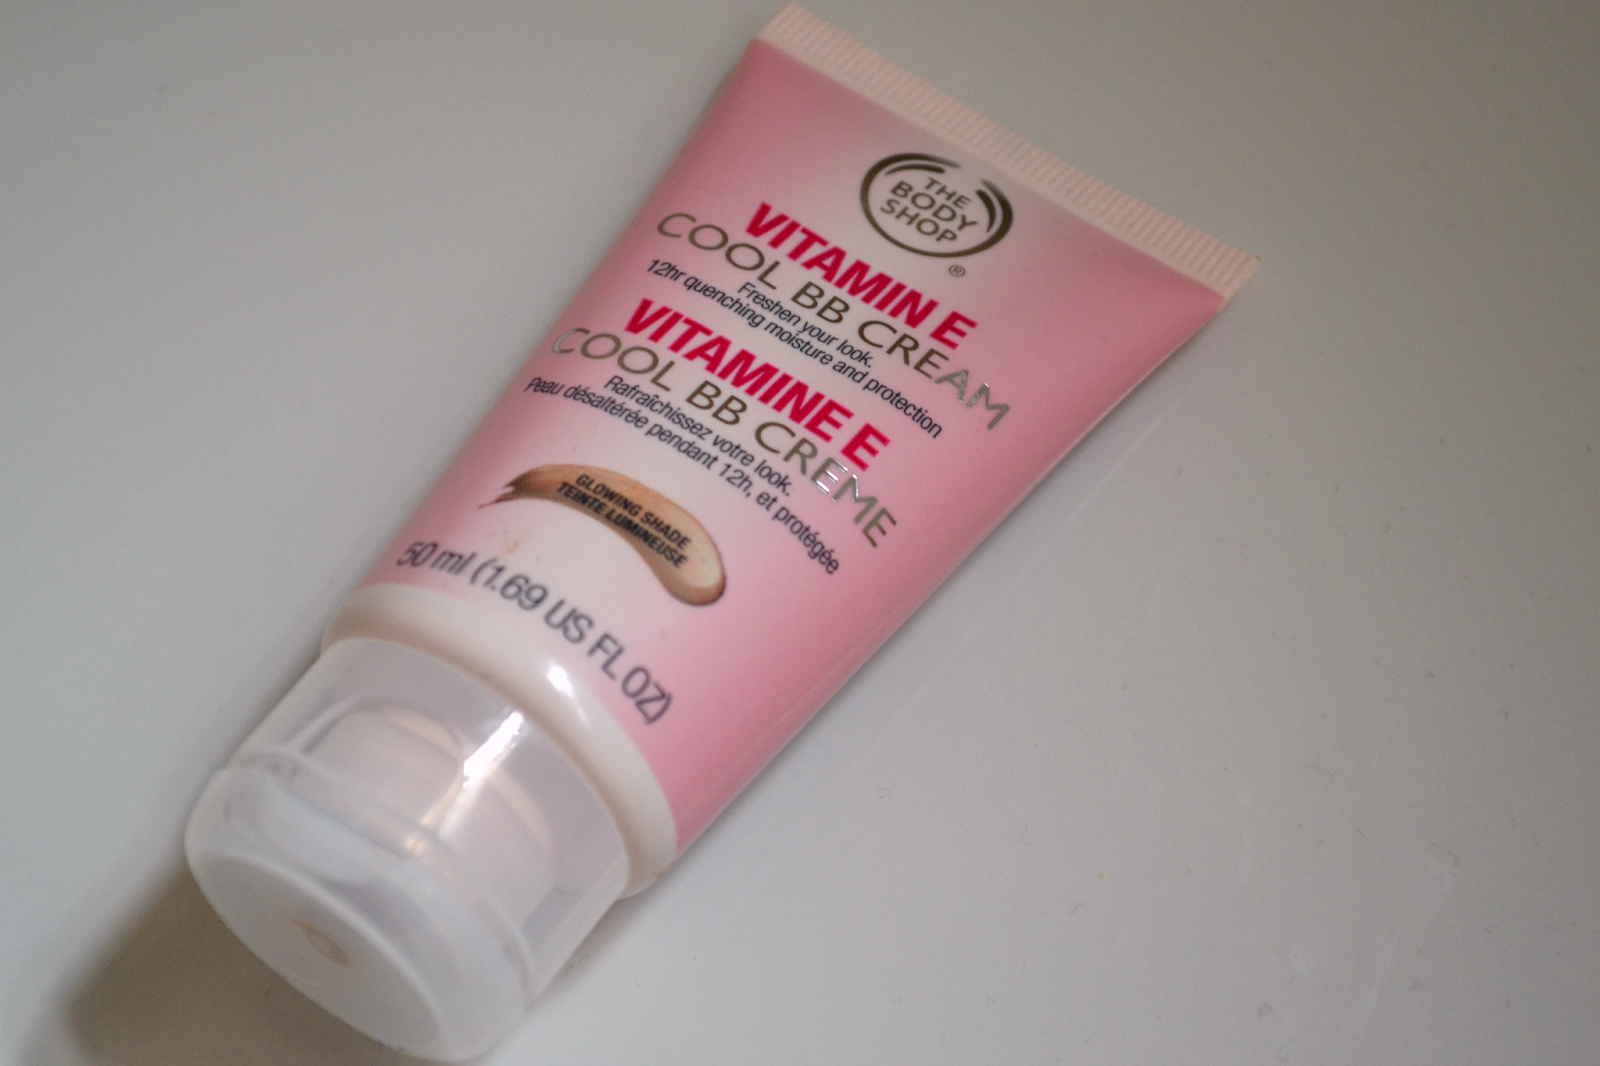 THE
BODY
SHOP
®
VITAMIN E
COOL BB CREAM
Freshen your look.
12hr quenching moisture and protection
VITAMINE E
COOL BB CREME
Rafraîchissez votre look.
Peau désaltérée pendant 12h, et protégée
GLOWING SHADE
TEINTE LUMINEUSE
50 ml (1.69 US FL OZ)